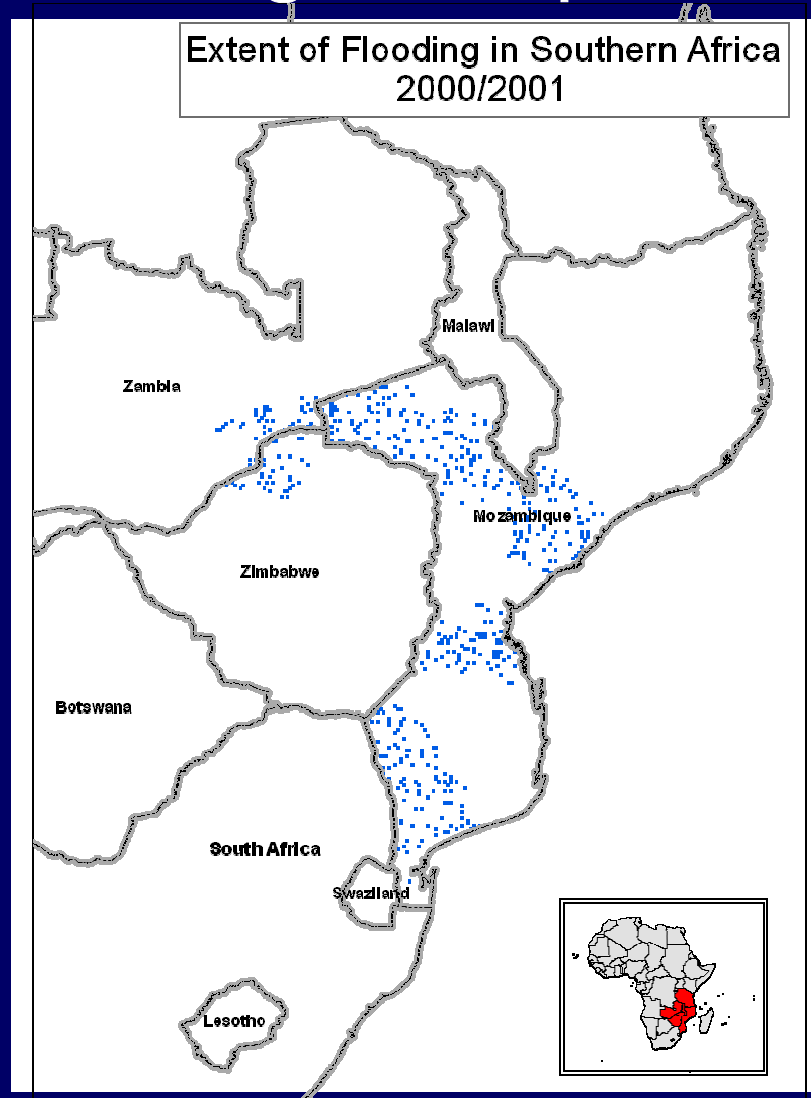 Extent of Flooding in Southern Africa
2000/2001
Malawi
Zambia
Mozambique
Zimbabwe
Botswana
South Africa
Swaziland
Lesotho